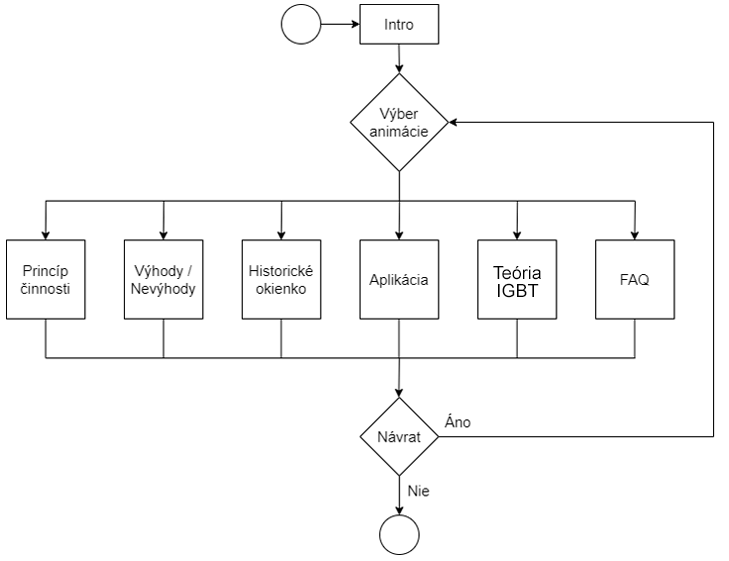 Intro
Výber
animácie
Princíp
činnosti
Výhody /
Nevýhody
Historické
okienko
Aplikácia
Teória
IGBT
FAQ
Návrat
Áno
Nie